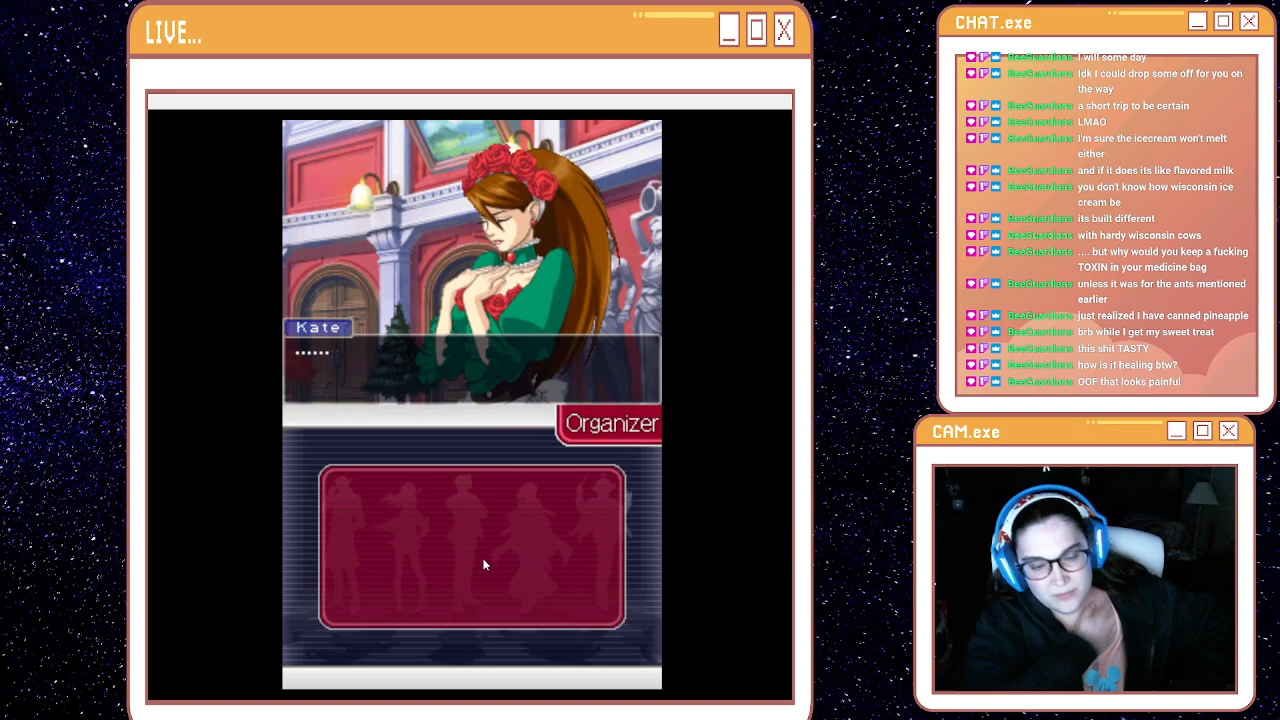 LIVE...
Kate
......
Organizer
CHAT.exe
BeeGuardians I will some day
BeeGuardians Idk I could drop some off for you on
the way
BeeGuardians a short trip to be certain
BeeGuardians LMAO
BeeGuardians I'm sure the icecream won't melt
either
BeeGuardians and if it does its like flavored milk
BeeGuardians you don't know how wisconsin ice
cream be
BeeGuardians its built different
BeeGuardians with hardy wisconsin cows
BeeGuardians .... but why would you keep a fucking
TOXIN in your medicine bag
BeeGuardians unless it was for the ants mentioned
earlier
BeeGuardians just realized I have canned pineapple
BeeGuardians brb while I get my sweet treat
BeeGuardians this shit TASTY
BeeGuardians how is it healing btw?
BeeGuardians OOF that looks painful
CAM.exe